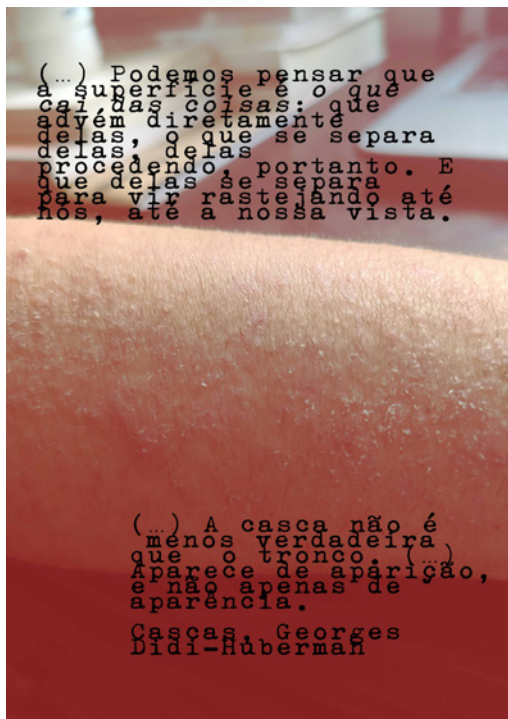 (…) Podemos pensar que
a superfície é o que
cai das coisas: que
advém diretamente
delas, o que se separa
delas, delas
procedendo, portanto. E
que delas se separa
para vir rastejando até
nós, até a nossa vista.
(…) A casca não é
menos verdadeira
que o tronco. (…)
Aparece de aparição,
e não apenas de
aparência.
Cascas, Georges
Didi-Huberman